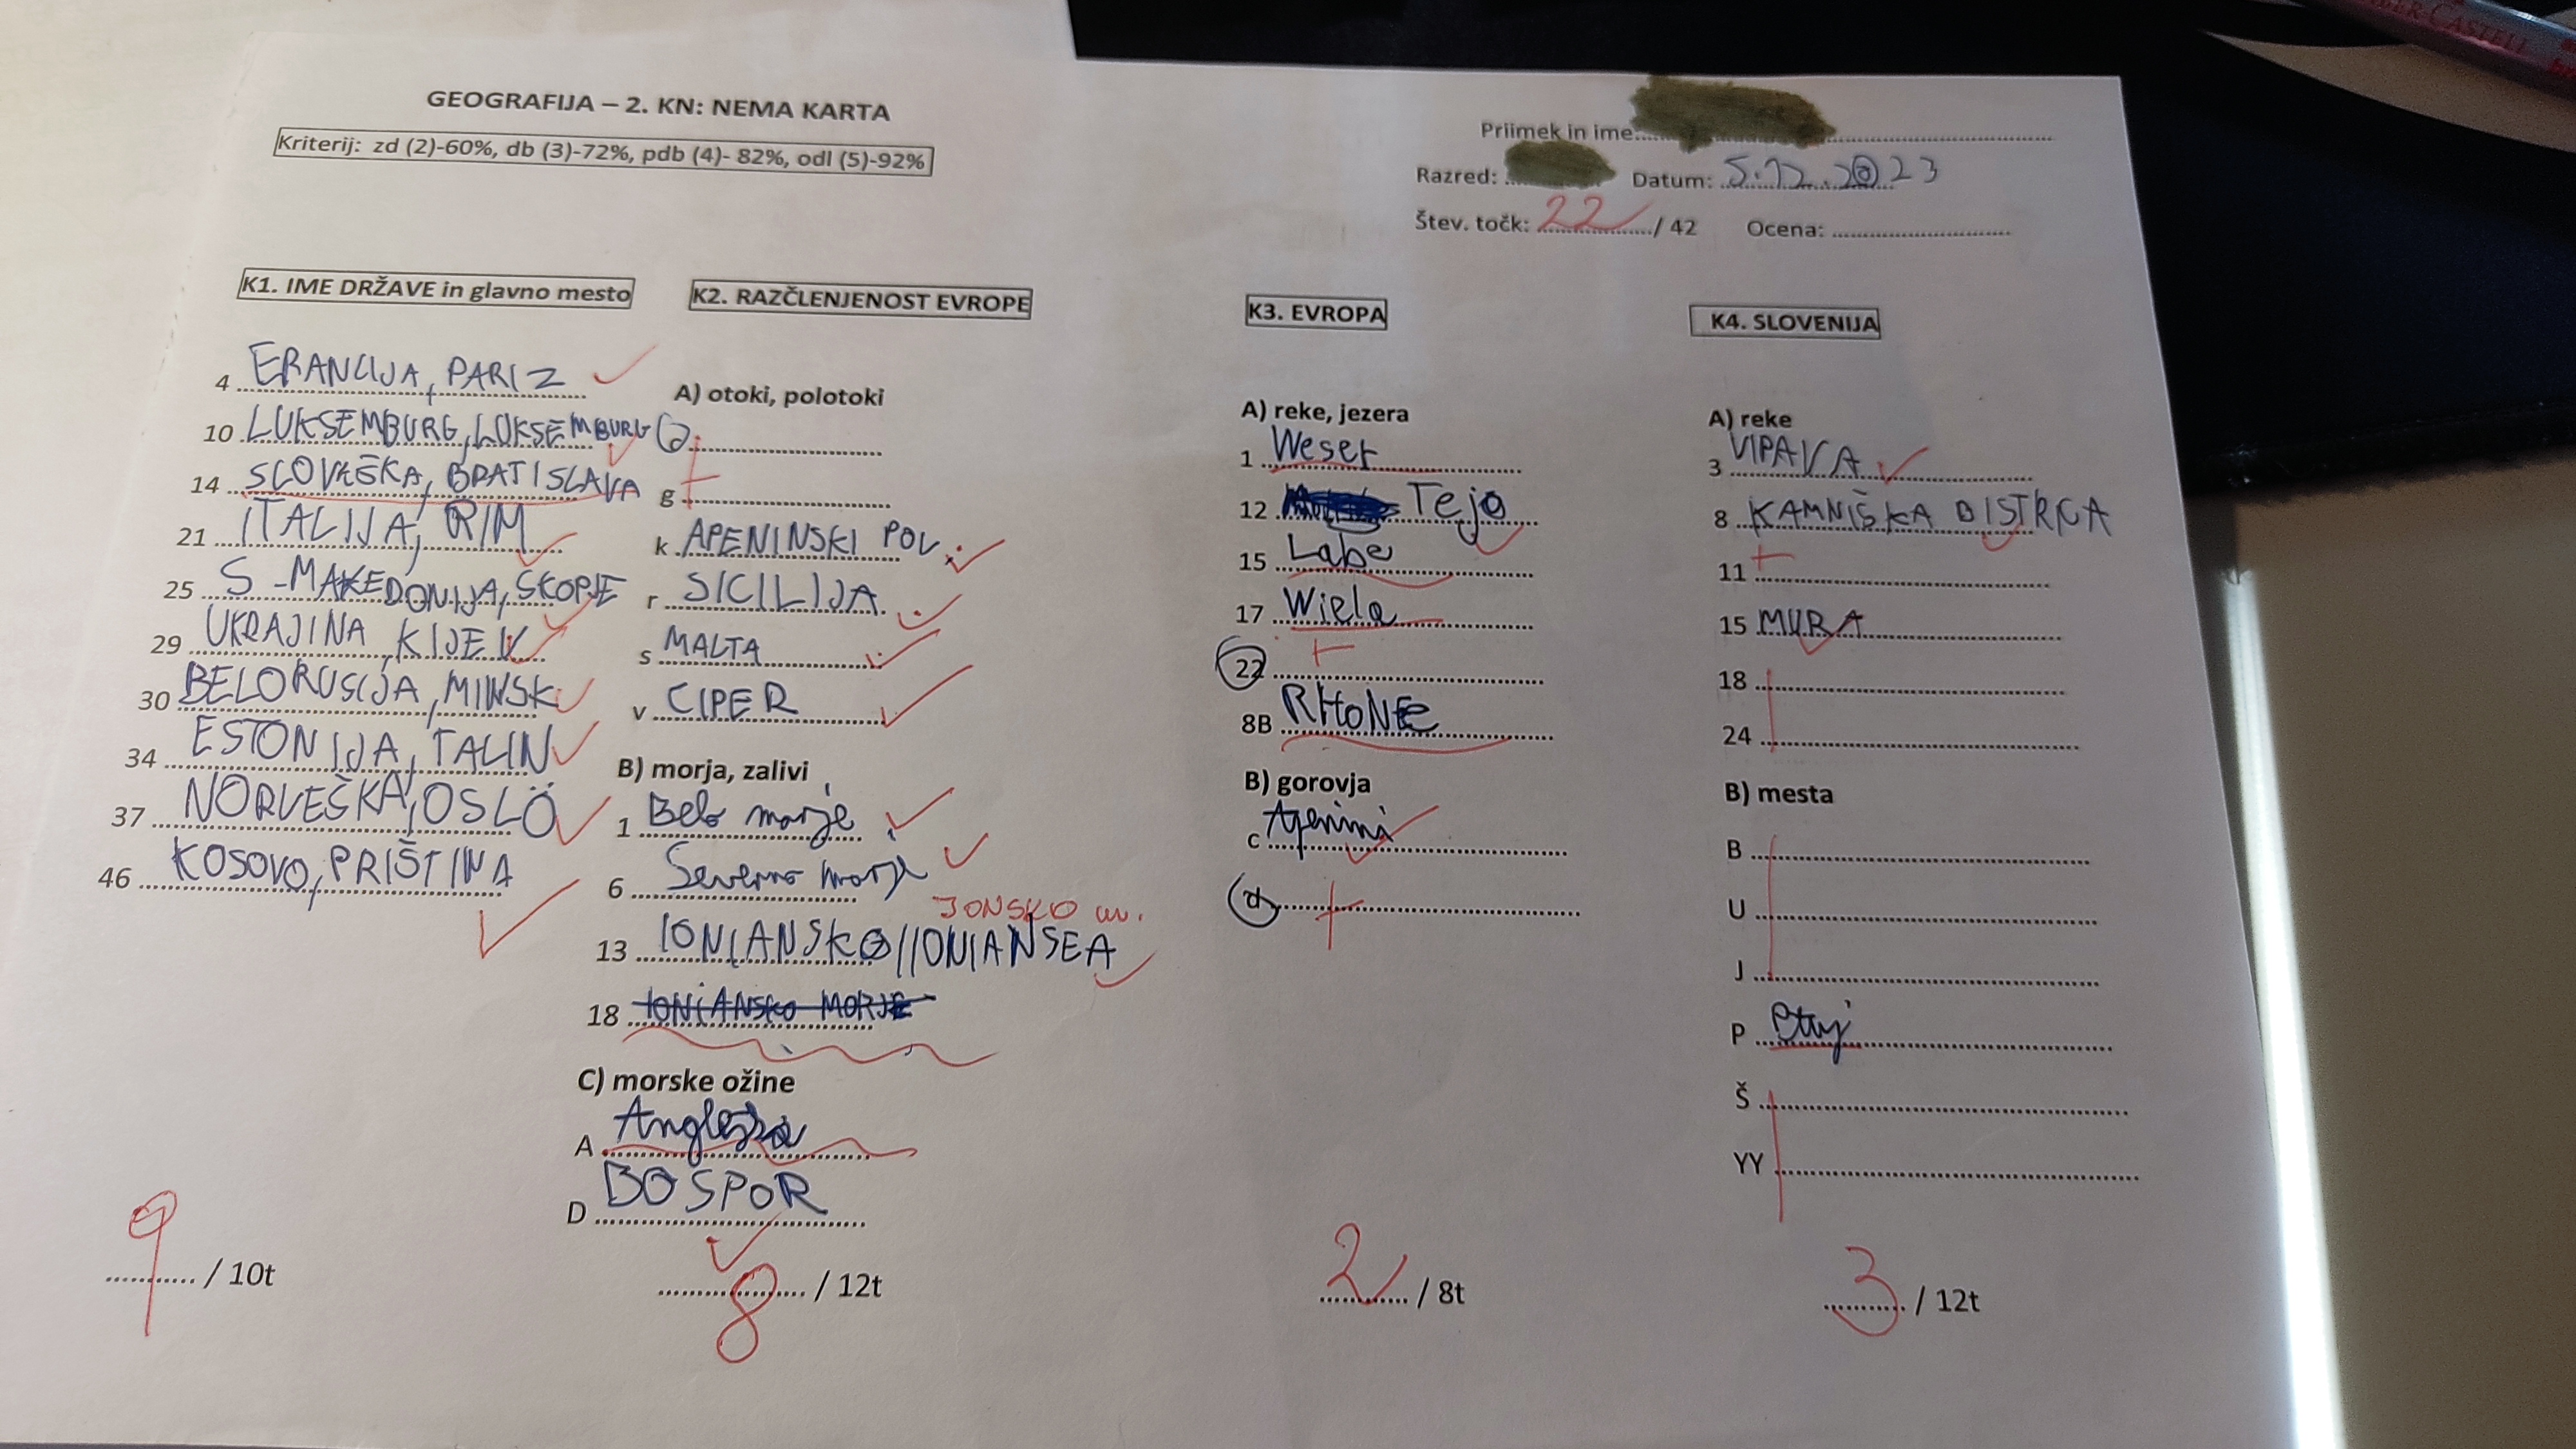 GEOGRAFIJA – 2. KN: NEMA KARTA
Kriterij: zd (2)-60%, db (3)-72%, pdb (4)- 82%, odl (5)-92%
Priimek in ime
Razred: Datum: 5.12.2023
Štev. točk: 22 / 42 Ocena:
K1. IME DRŽAVE in glavno mesto
4 FRANCIJA, PARIZ
10 LUKSEMBURG, LUKSEMBURG
14 SLOVAŠKA, BRATISLAVA
21 ITALIJA, RIM
25 S-MAKEDONIJA, SKOPJE
29 UKRAJINA, KIJEV
30 BELORUSIJA, MINSK
34 ESTONIJA, TALIN
37 NORVEŠKA, OSLO
46 KOSOVO, PRIŠTINA
9 / 10t
K2. RAZČLENJENOST EVROPE
A) otoki, polotoki
a
g
k APENINSKI POL.
r SICILIJA
s MALTA
v CIPER
B) morja, zalivi
1 Belo morje
6 Severno morje
JONSKO m.
13 IONIANSKO//IONIAN SEA
18 IONIANSKO MORJE
C) morske ožine
A Angleška
D BOSPOR
8 / 12t
K3. EVROPA
A) reke, jezera
1 Weser
12 Tejo
15 Labe
17 Wiela
22
8B RHONE
B) gorovja
c Apenini
d
2 / 8t
K4. SLOVENIJA
A) reke
3 VIPAVA
8 KAMNIŠKA BISTRCA
11
15 MURA
18
24
B) mesta
B
U
J
P Ptuj
Š
YY
3 / 12t